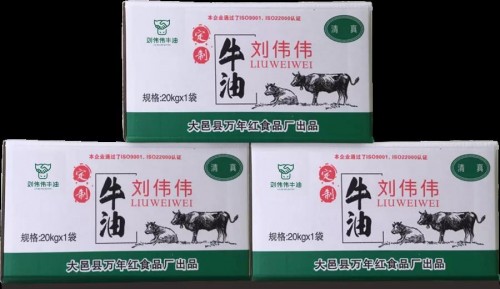 本企业通过了ISO9001、ISO22000认证
刘伟伟牛油
清真
定制
牛油
刘伟伟
LIUWEIWEI
规格:20kgx1袋
大邑县万年红食品厂出品
本企业通过了ISO9001、ISO22000认证
刘伟伟牛油
清真
定制
牛油
刘伟伟
LIUWEIWEI
规格:20kgx1袋
大邑县万年红食品厂出品
本企业通过了ISO9001、ISO22000认证
刘伟伟牛油
清真
定制
牛油
刘伟伟
LIUWEIWEI
规格:20kgx1袋
大邑县万年红食品厂出品